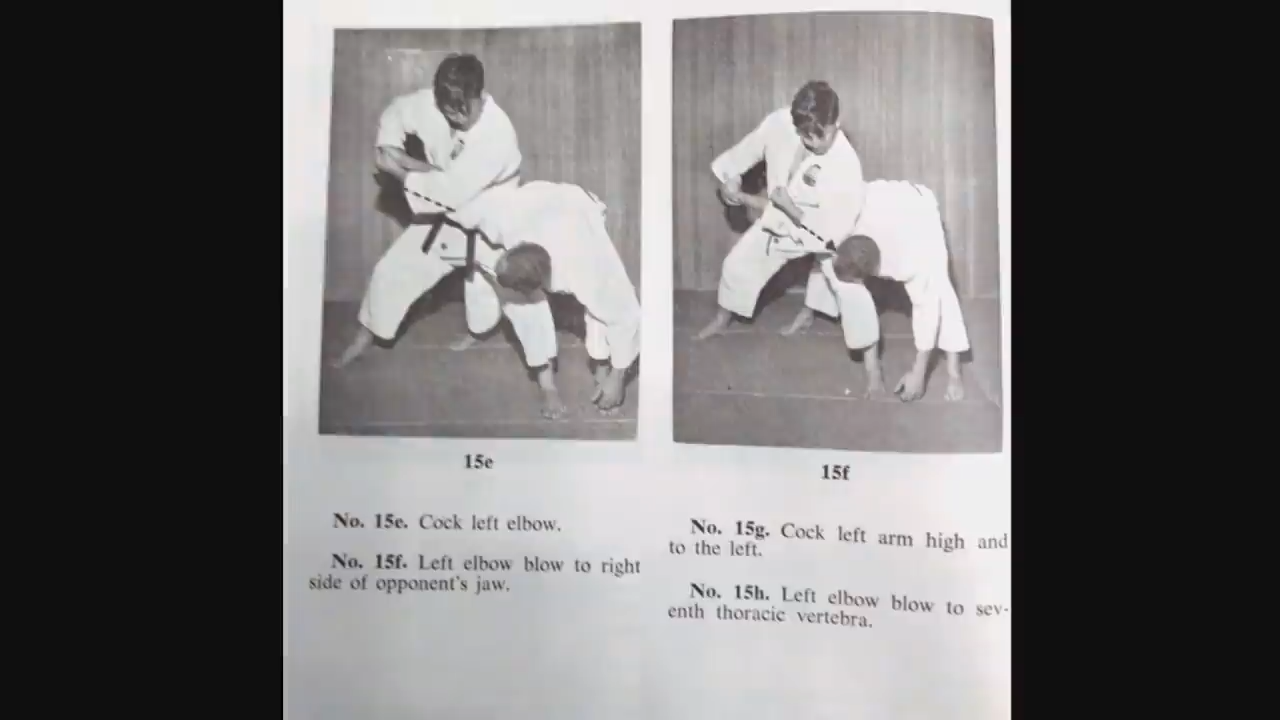 15e
15f
No. 15e. Cock left elbow.
No. 15f. Left elbow blow to right
side of opponent's jaw.
No. 15g. Cock left arm high and
to the left.
No. 15h. Left elbow blow to sev-
enth thoracic vertebra.